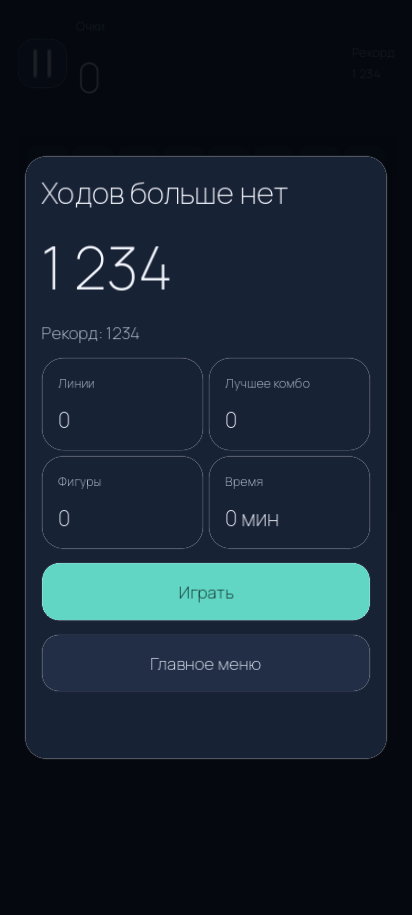 Очки
0
Рекорд
1 234
Ходов больше нет
1 234
Рекорд: 1234
Линии
0
Лучшее комбо
0
Фигуры
0
Время
0 мин
Играть
Главное меню